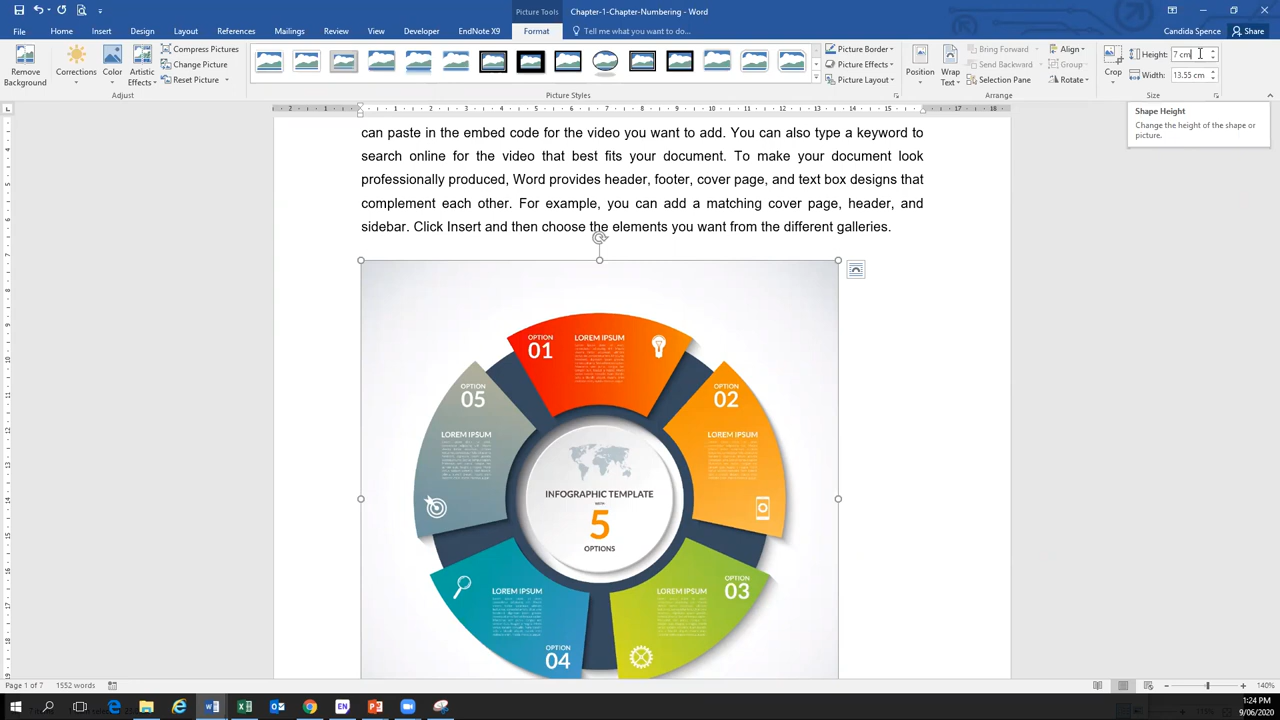 Picture Tools
Chapter-1-Chapter-Numbering - Word
File Home Insert Design Layout References Mailings Review View Developer EndNote X9 Format Tell me what you want to do...
Candida Spence Share
Remove Background
Corrections
Color
Artistic Effects
Compress Pictures
Change Picture
Reset Picture
Adjust
Picture Styles
Picture Border
Picture Effects
Picture Layout
Position
Wrap Text
Bring Forward
Send Backward
Selection Pane
Align
Group
Rotate
Arrange
Crop
Height: 7 cm
Width: 13.55 cm
Size
Shape Height
Change the height of the shape or
picture.
can paste in the embed code for the video you want to add. You can also type a keyword to
search online for the video that best fits your document. To make your document look
professionally produced, Word provides header, footer, cover page, and text box designs that
complement each other. For example, you can add a matching cover page, header, and
sidebar. Click Insert and then choose the elements you want from the different galleries.
OPTION
01
LOREM IPSUM
OPTION
02
LOREM IPSUM
OPTION
05
LOREM IPSUM
INFOGRAPHIC TEMPLATE
WITH
5
OPTIONS
LOREM IPSUM
OPTION
04
LOREM IPSUM
OPTION
03
Page 1 of 7 1552 words
140%
EN
1:24 PM
9/06/2020